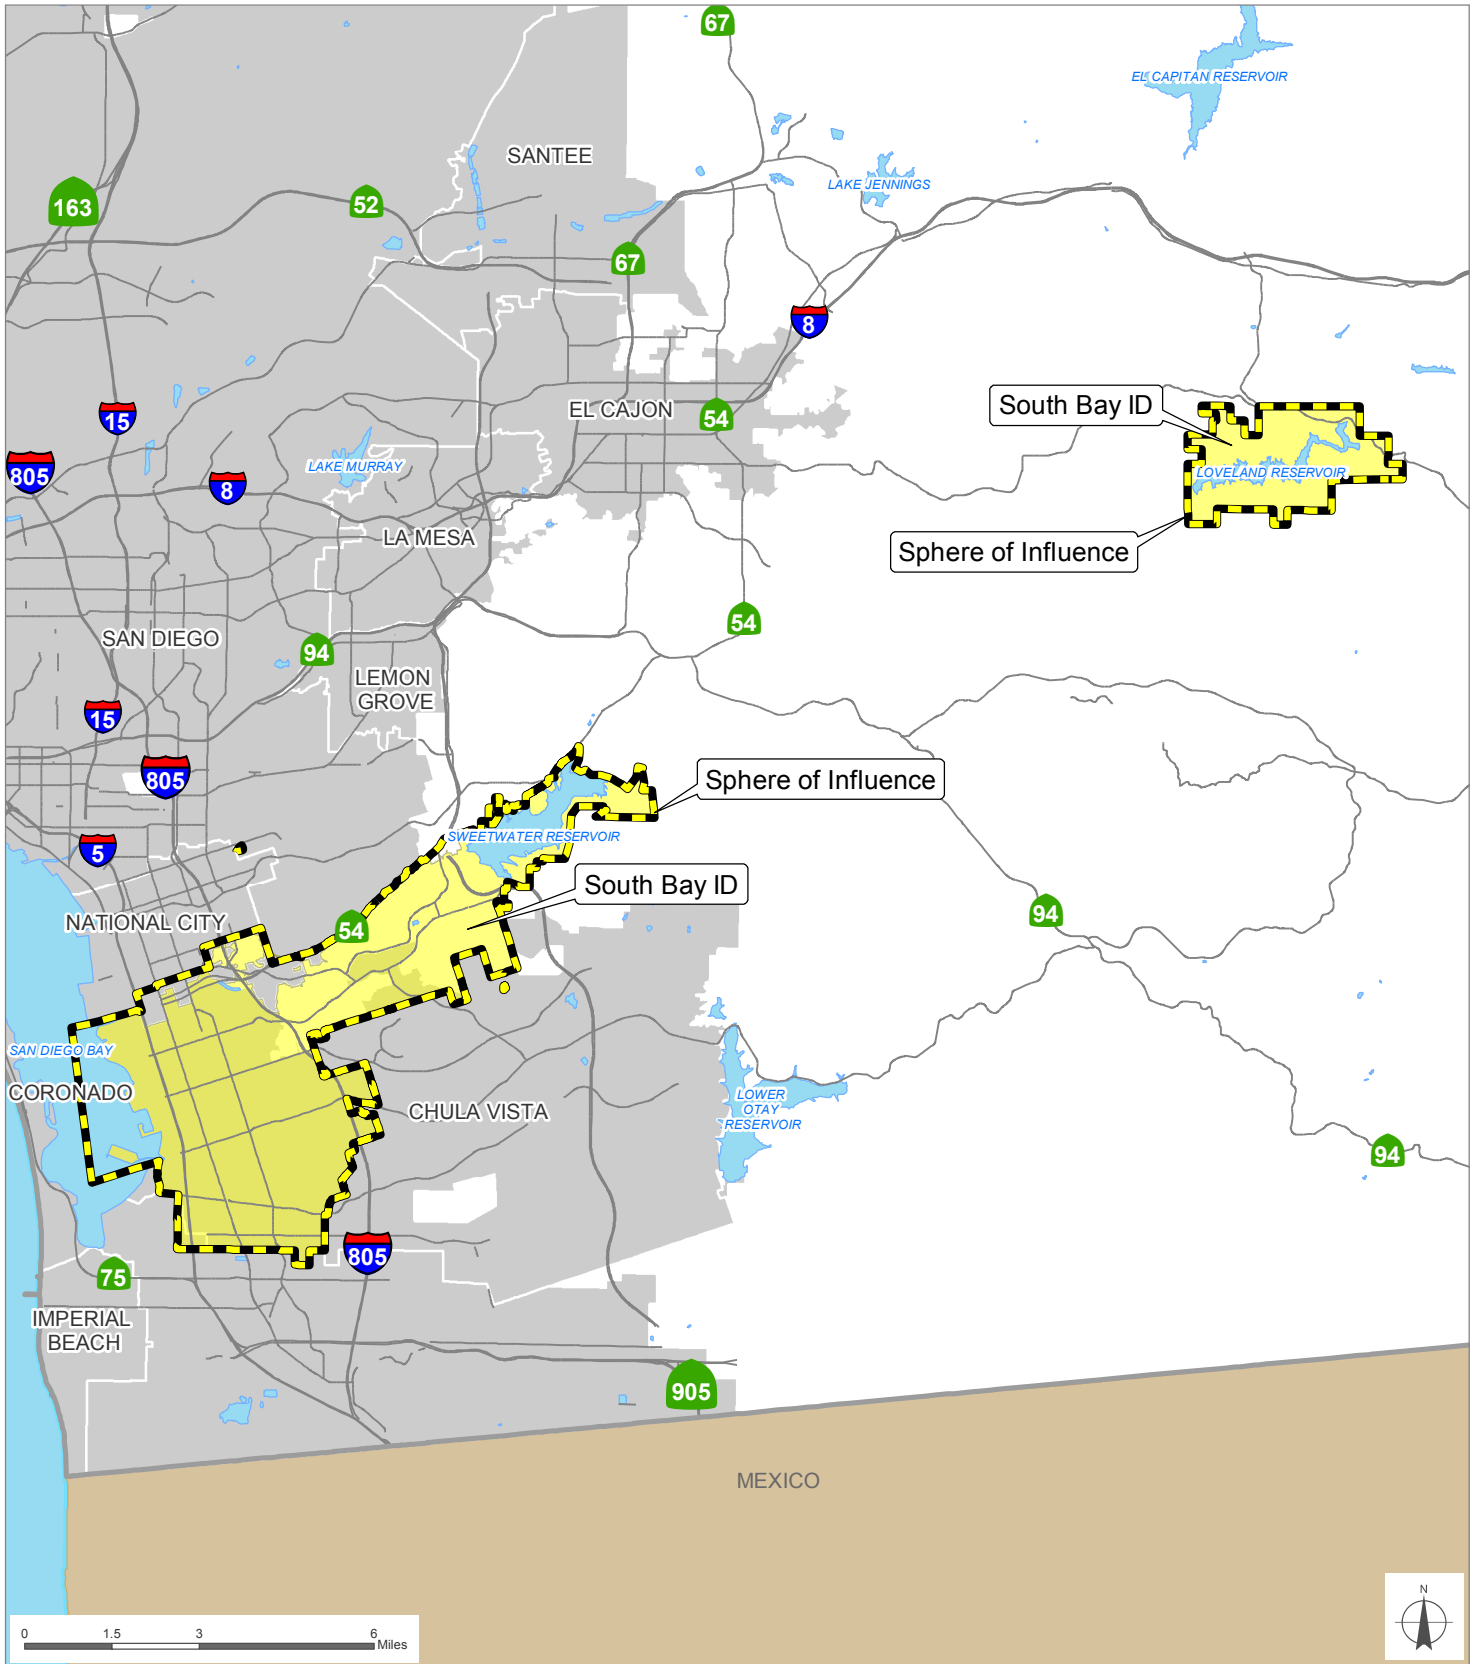 67
EL CAPITAN RESERVOIR
SANTEE
LAKE JENNINGS
163
52
67
8
South Bay ID
15
EL CAJON
54
805
LAKE MURRAY
LOVELAND RESERVOIR
8
LA MESA
Sphere of Influence
54
SAN DIEGO
94
LEMON
GROVE
15
805
Sphere of Influence
SWEETWATER RESERVOIR
5
South Bay ID
NATIONAL CITY
54
94
SAN DIEGO BAY
CORONADO
CHULA VISTA
LOWER
OTAY
RESERVOIR
94
805
75
IMPERIAL
BEACH
905
MEXICO
N
0 1.5 3 6
Miles